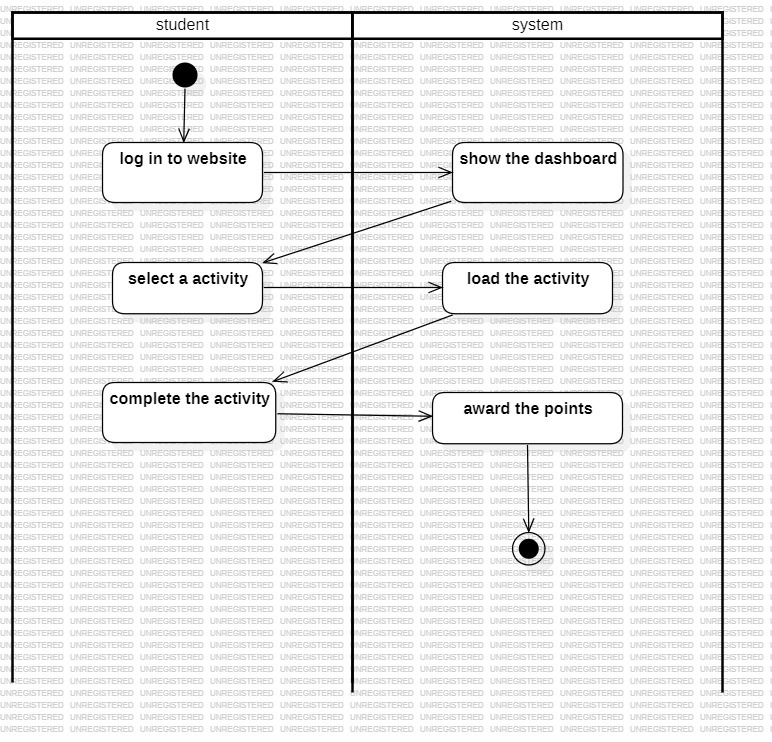 student
system
log in to website
show the dashboard
select a activity
load the activity
complete the activity
award the points
UNREGISTERED